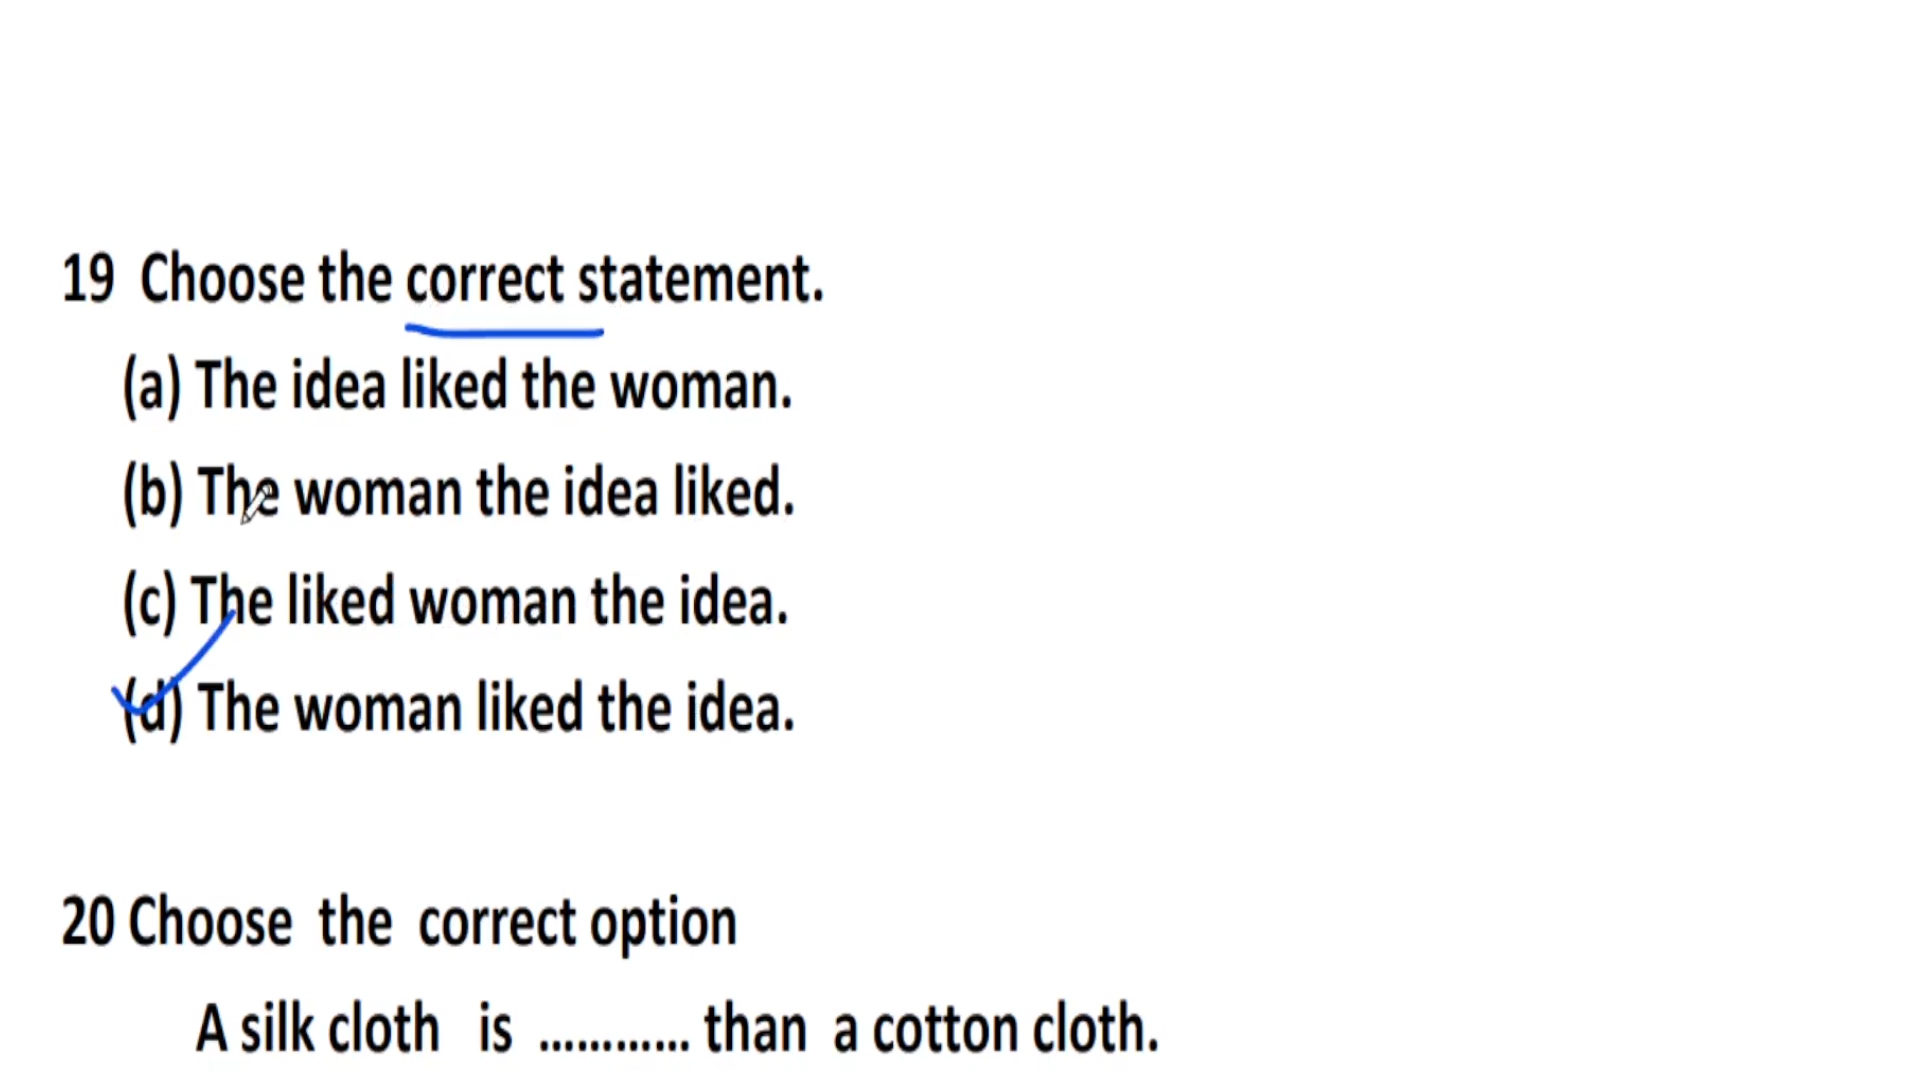 19 Choose the correct statement.
(a) The idea liked the woman.
(b) The woman the idea liked.
(c) The liked woman the idea.
(d) The woman liked the idea.
20 Choose the correct option
A silk cloth is ............ than a cotton cloth.